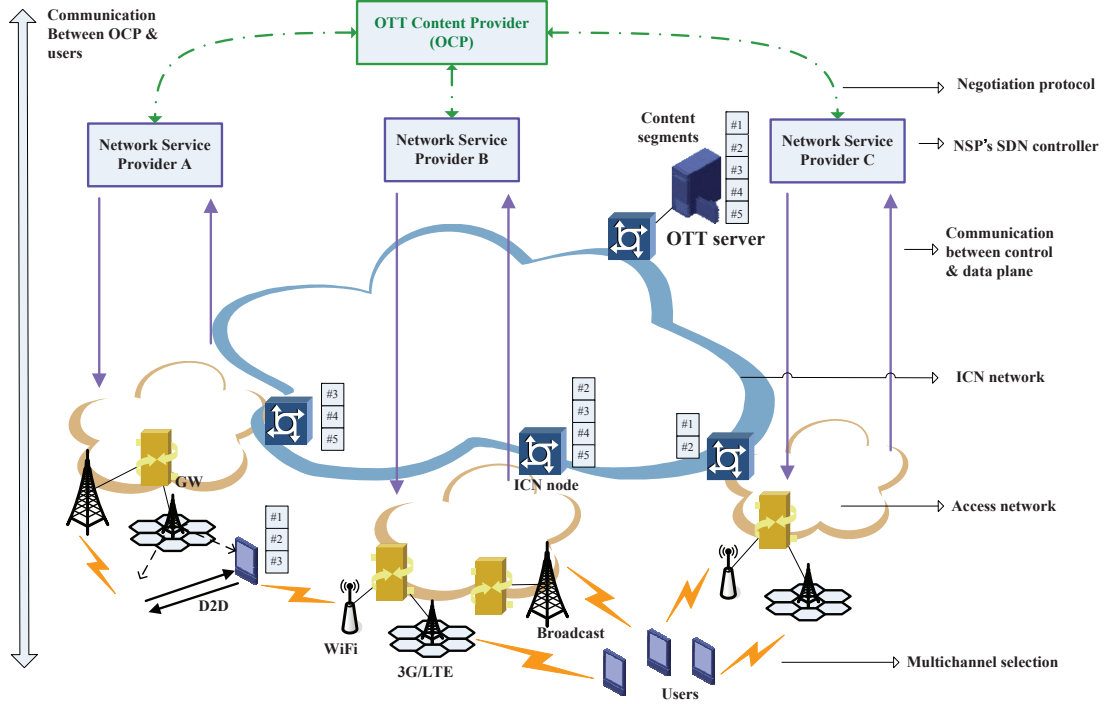 Communication
Between OCP &
users
OTT Content Provider
(OCP)
Negotiation protocol
Network Service
Provider A
Network Service
Provider B
Content
segments
#1
#2
#3
#4
#5
Network Service
Provider C
NSP's SDN controller
OTT server
Communication
between control
& data plane
ICN network
#3
#4
#5
#2
#3
#4
#5
#1
#2
ICN node
GW
Access network
#1
#2
#3
D2D
WiFi
3G/LTE
Broadcast
Users
Multichannel selection